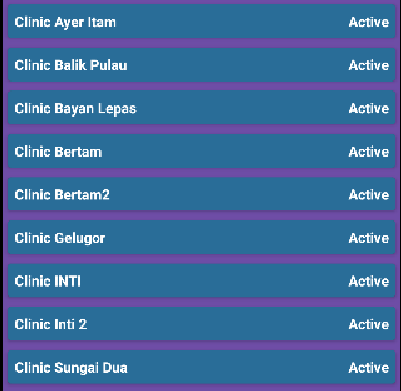 Clinic Ayer Itam Active
Clinic Balik Pulau Active
Clinic Bayan Lepas Active
Clinic Bertam Active
Clinic Bertam2 Active
Clinic Gelugor Active
Clinic INTI Active
Clinic Inti 2 Active
Clinic Sungai Dua Active